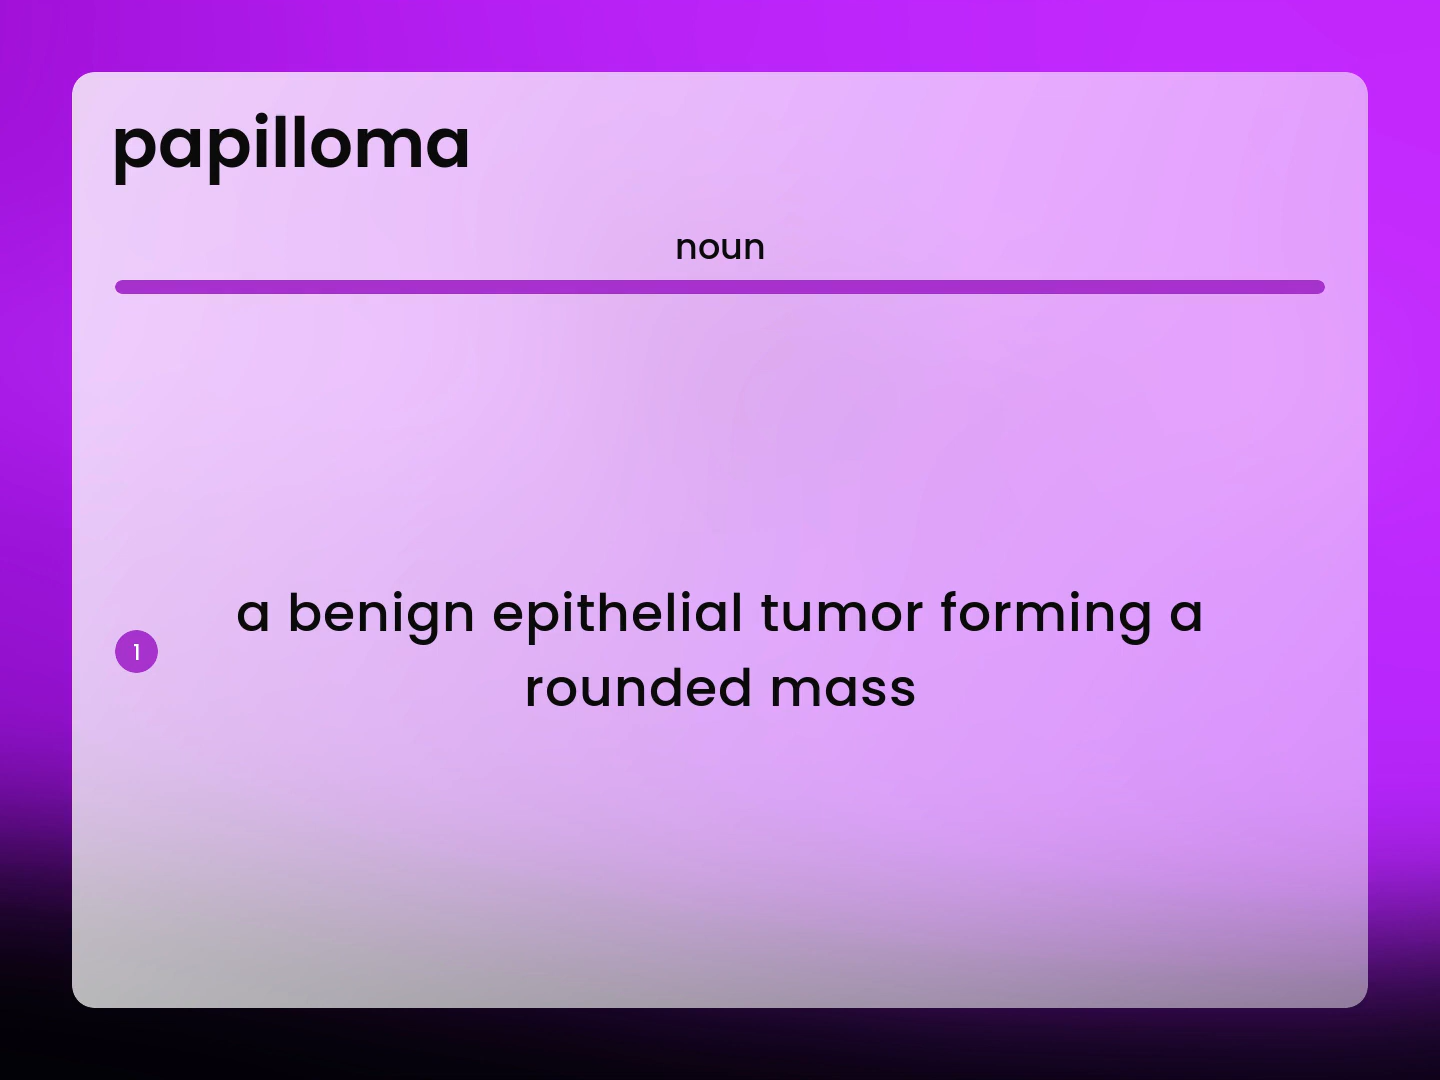 papilloma
noun
1
a benign epithelial tumor forming a
rounded mass